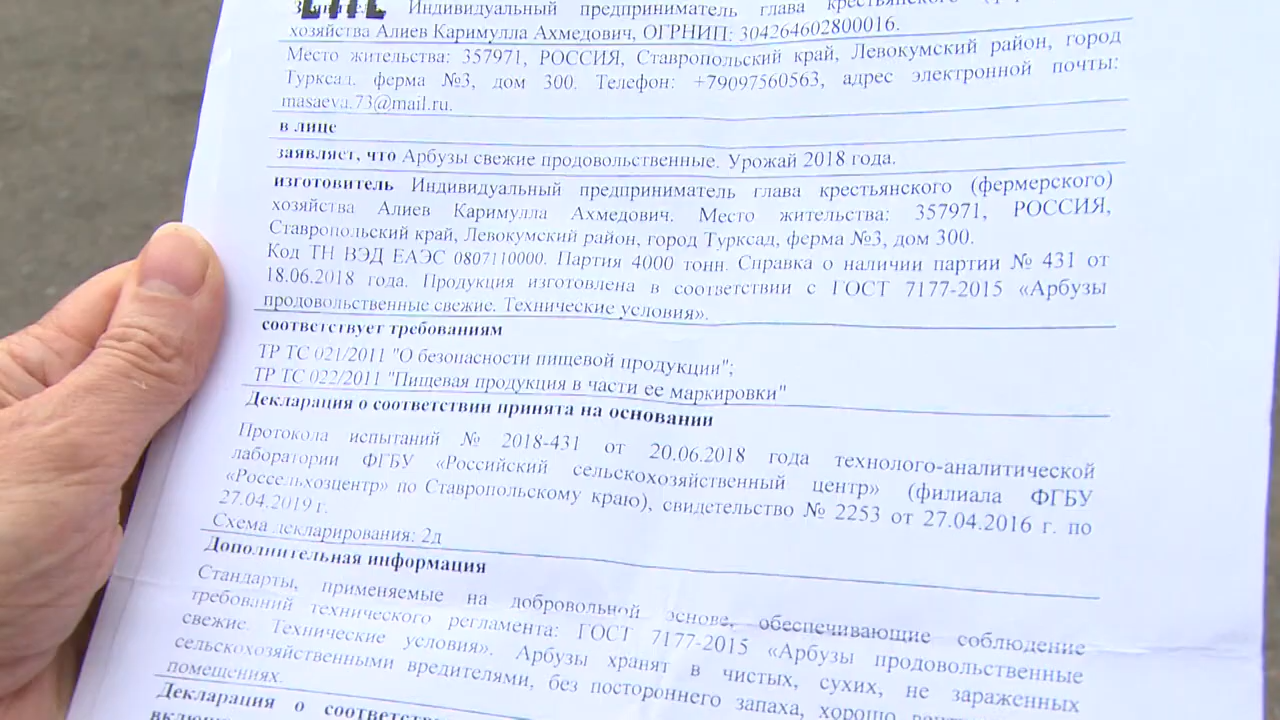 Индивидуальный предприниматель глава крестьянского
хозяйства Алиев Каримулла Ахмедович, ОГРНИП: 304264602800016.
Место жительства: 357971, РОССИЯ, Ставропольский край, Левокумский район, город
Турксад, ферма №3, дом 300. Телефон: +79097560563, адрес электронной почты:
masaeva.73@mail.ru.
в лице
заявляет, что Арбузы свежие продовольственные. Урожай 2018 года.
изготовитель Индивидуальный предприниматель глава крестьянского (фермерского)
хозяйства Алиев Каримулла Ахмедович. Место жительства: 357971, РОССИЯ,
Ставропольский край, Левокумский район, город Турксад, ферма №3, дом 300.
Код ТН ВЭД ЕАЭС 0807110000. Партия 4000 тонн. Справка о наличии партии № 431 от
18.06.2018 года. Продукция изготовлена в соответствии с ГОСТ 7177-2015 «Арбузы
продовольственные свежие. Технические условия».
соответствует требованиям
ТР ТС 021/2011 "О безопасности пищевой продукции";
ТР ТС 022/2011 "Пищевая продукция в части ее маркировки"
Декларация о соответствии принята на основании
Протокола испытаний № 2018-431 от 20.06.2018 года технолого-аналитической
лаборатории ФГБУ «Российский сельскохозяйственный центр» (филиала ФГБУ
«Россельхозцентр» по Ставропольскому краю), свидетельство № 2253 от 27.04.2016 г. по
27.04.2019 г.
Схема декларирования: 2д
Дополнительная информация
Стандарты, применяемые на добровольной основе, обеспечивающие соблюдение
требований технического регламента: ГОСТ 7177-2015 «Арбузы продовольственные
свежие. Технические условия». Арбузы хранят в чистых, сухих, не зараженных
сельскохозяйственными вредителями, без постороннего запаха, хорошо
помещениях.
Декларация о